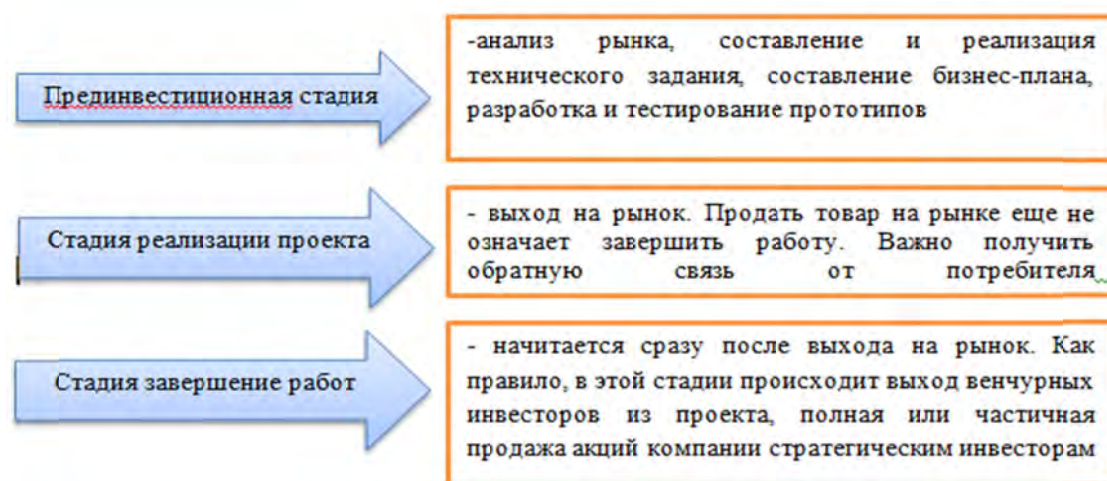 Прединвестиционная стадия
-анализ рынка, составление и реализация
технического задания, составление бизнес-плана,
разработка и тестирование прототипов
Стадия реализации проекта
- выход на рынок. Продать товар на рынке еще не
означает завершить работу. Важно получить
обратную связь от потребителя
Стадия завершение работ
- начитается сразу после выхода на рынок. Как
правило, в этой стадии происходит выход венчурных
инвесторов из проекта, полная или частичная
продажа акций компании стратегическим инвесторам